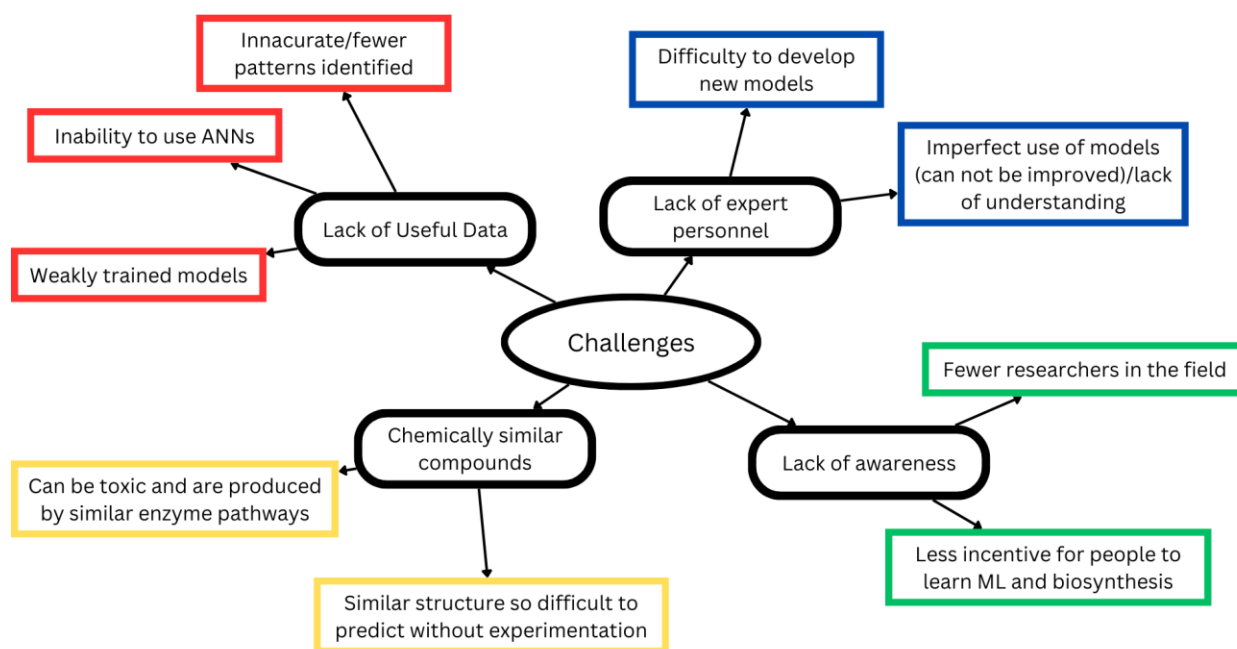 Innacurate/fewer
patterns identified
Inability to use ANNs
Lack of Useful Data
Weakly trained models
Difficulty to develop
new models
Imperfect use of models
(can not be improved)/lack
of understanding
Lack of expert
personnel
Challenges
Fewer researchers in the field
Lack of awareness
Less incentive for people to
learn ML and biosynthesis
Chemically similar
compounds
Can be toxic and are produced
by similar enzyme pathways
Similar structure so difficult to
predict without experimentation